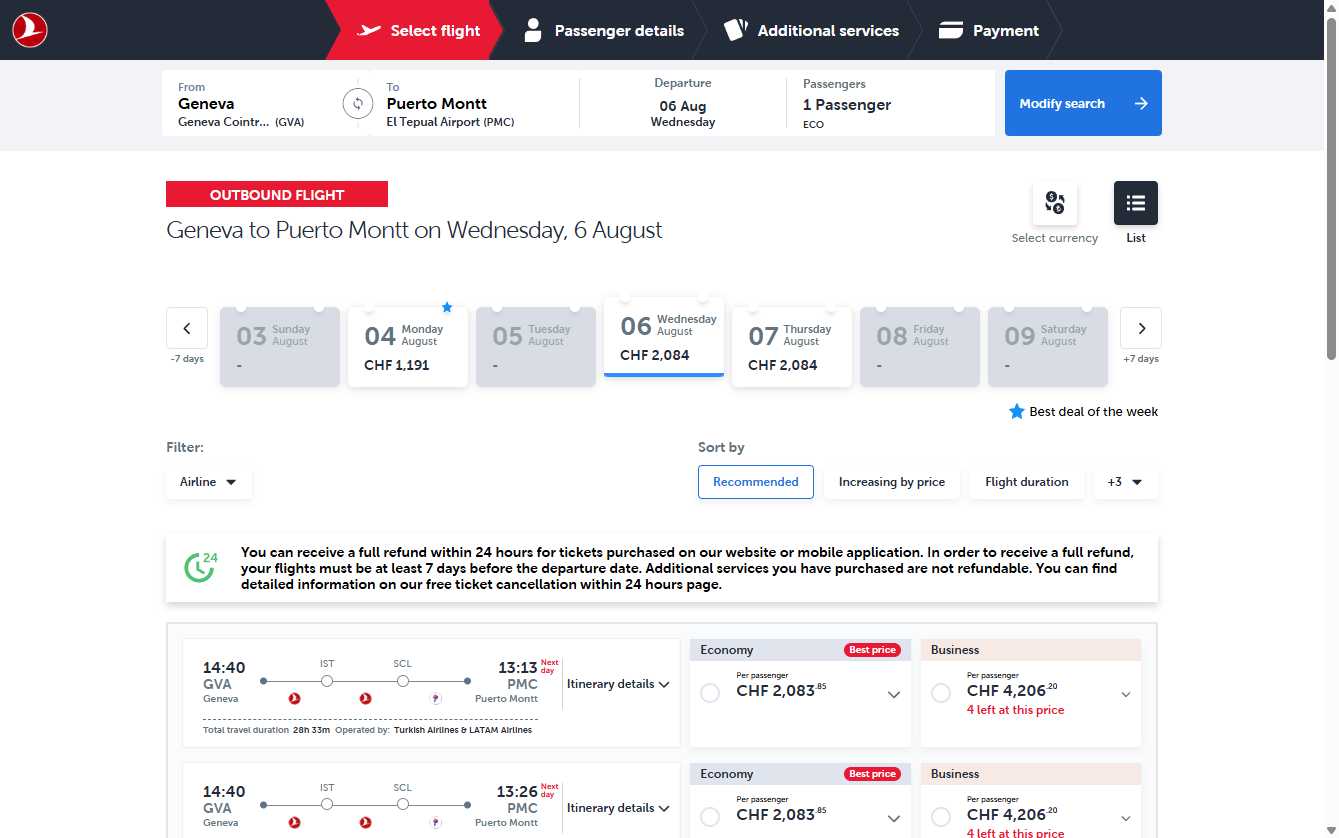 Select flight
Passenger details
Additional services
Payment
From
Geneva
Geneva Cointr... (GVA)
To
Puerto Montt
El Tepual Airport (PMC)
Departure
06 Aug
Wednesday
Passengers
1 Passenger
ECO
Modify search
OUTBOUND FLIGHT
Geneva to Puerto Montt on Wednesday, 6 August
Select currency
List
-7 days
03 Sunday August
-
04 Monday August
CHF 1,191
05 Tuesday August
-
06 Wednesday August
CHF 2,084
07 Thursday August
CHF 2,084
08 Friday August
-
09 Saturday August
-
+7 days
Best deal of the week
Filter:
Airline
Sort by
Recommended
Increasing by price
Flight duration
+3
24
You can receive a full refund within 24 hours for tickets purchased on our website or mobile application. In order to receive a full refund,
your flights must be at least 7 days before the departure date. Additional services you have purchased are not refundable. You can find
detailed information on our free ticket cancellation within 24 hours page.
14:40
GVA
Geneva
IST
SCL
13:13 Next day
PMC
Puerto Montt
Itinerary details
Total travel duration 28h 33m Operated by: Turkish Airlines & LATAM Airlines
Economy
Best price
Per passenger
CHF 2,083.85
Business
Per passenger
CHF 4,206.20
4 left at this price
14:40
GVA
Geneva
IST
SCL
13:26 Next day
PMC
Puerto Montt
Itinerary details
Economy
Best price
Per passenger
CHF 2,083.85
Business
Per passenger
CHF 4,206.20
4 left at this price